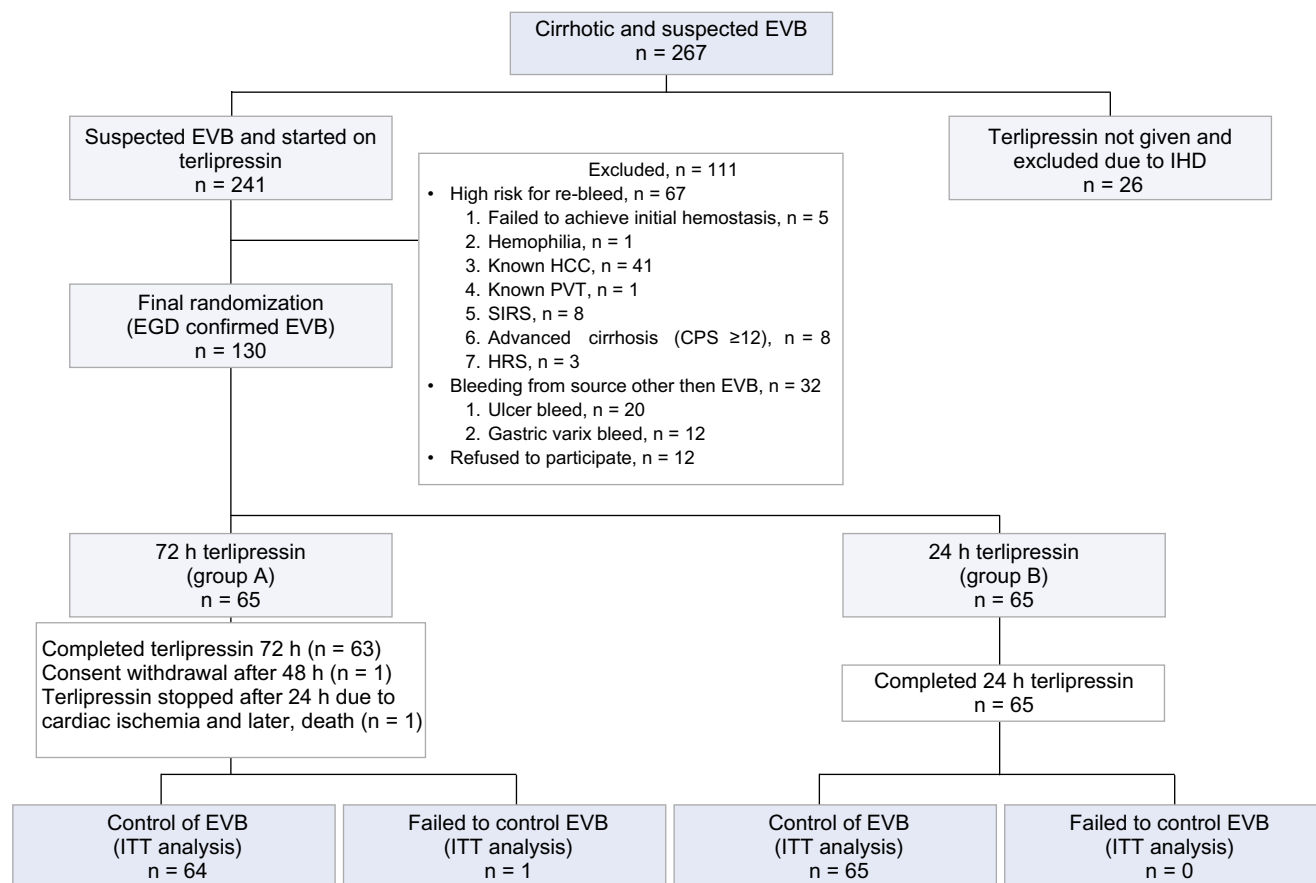 Cirrhotic and suspected EVB
n = 267
Suspected EVB and started on
terlipressin
n = 241
Terlipressin not given and
excluded due to IHD
n = 26
Excluded, n = 111
• High risk for re-bleed, n = 67
1. Failed to achieve initial hemostasis, n = 5
2. Hemophilia, n = 1
3. Known HCC, n = 41
4. Known PVT, n = 1
5. SIRS, n = 8
6. Advanced cirrhosis (CPS ≥12), n = 8
7. HRS, n = 3
• Bleeding from source other then EVB, n = 32
1. Ulcer bleed, n = 20
2. Gastric varix bleed, n = 12
• Refused to participate, n = 12
Final randomization
(EGD confirmed EVB)
n = 130
72 h terlipressin
(group A)
n = 65
24 h terlipressin
(group B)
n = 65
Completed terlipressin 72 h (n = 63)
Consent withdrawal after 48 h (n = 1)
Terlipressin stopped after 24 h due to
cardiac ischemia and later, death (n = 1)
Completed 24 h terlipressin
n = 65
Control of EVB
(ITT analysis)
n = 64
Failed to control EVB
(ITT analysis)
n = 1
Control of EVB
(ITT analysis)
n = 65
Failed to control EVB
(ITT analysis)
n = 0